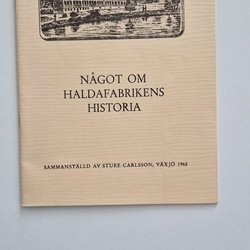 NÅGOT OM
HALDAFABRIKENS
HISTORIA
SAMMANSTÄLLD AV STURE CARLSSON, VÄXJÖ 1968